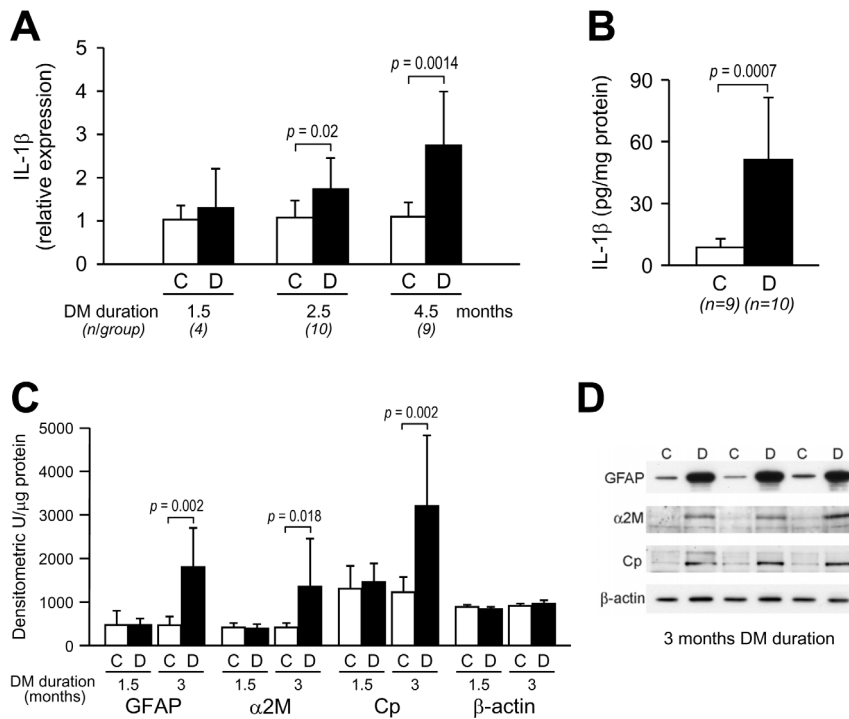 A
IL-1β
(relative expression)
5
4
3
2
1
0
p = 0.02
p = 0.0014
C D C D C D
DM duration 1.5 2.5 4.5 months
(n/group) (4) (10) (9)
B
IL-1β (pg/mg protein)
90
60
30
0
p = 0.0007
C D
(n=9) (n=10)
C
Densitometric U/μg protein
5000
4000
3000
2000
1000
0
p = 0.002
p = 0.018
p = 0.002
C D C D C D C D C D C D C D C D
DM duration 1.5 3 1.5 3 1.5 3 1.5 3
(months)
GFAP α2M Cp β-actin
D
C D C D C D
GFAP
α2M
Cp
β-actin
3 months DM duration